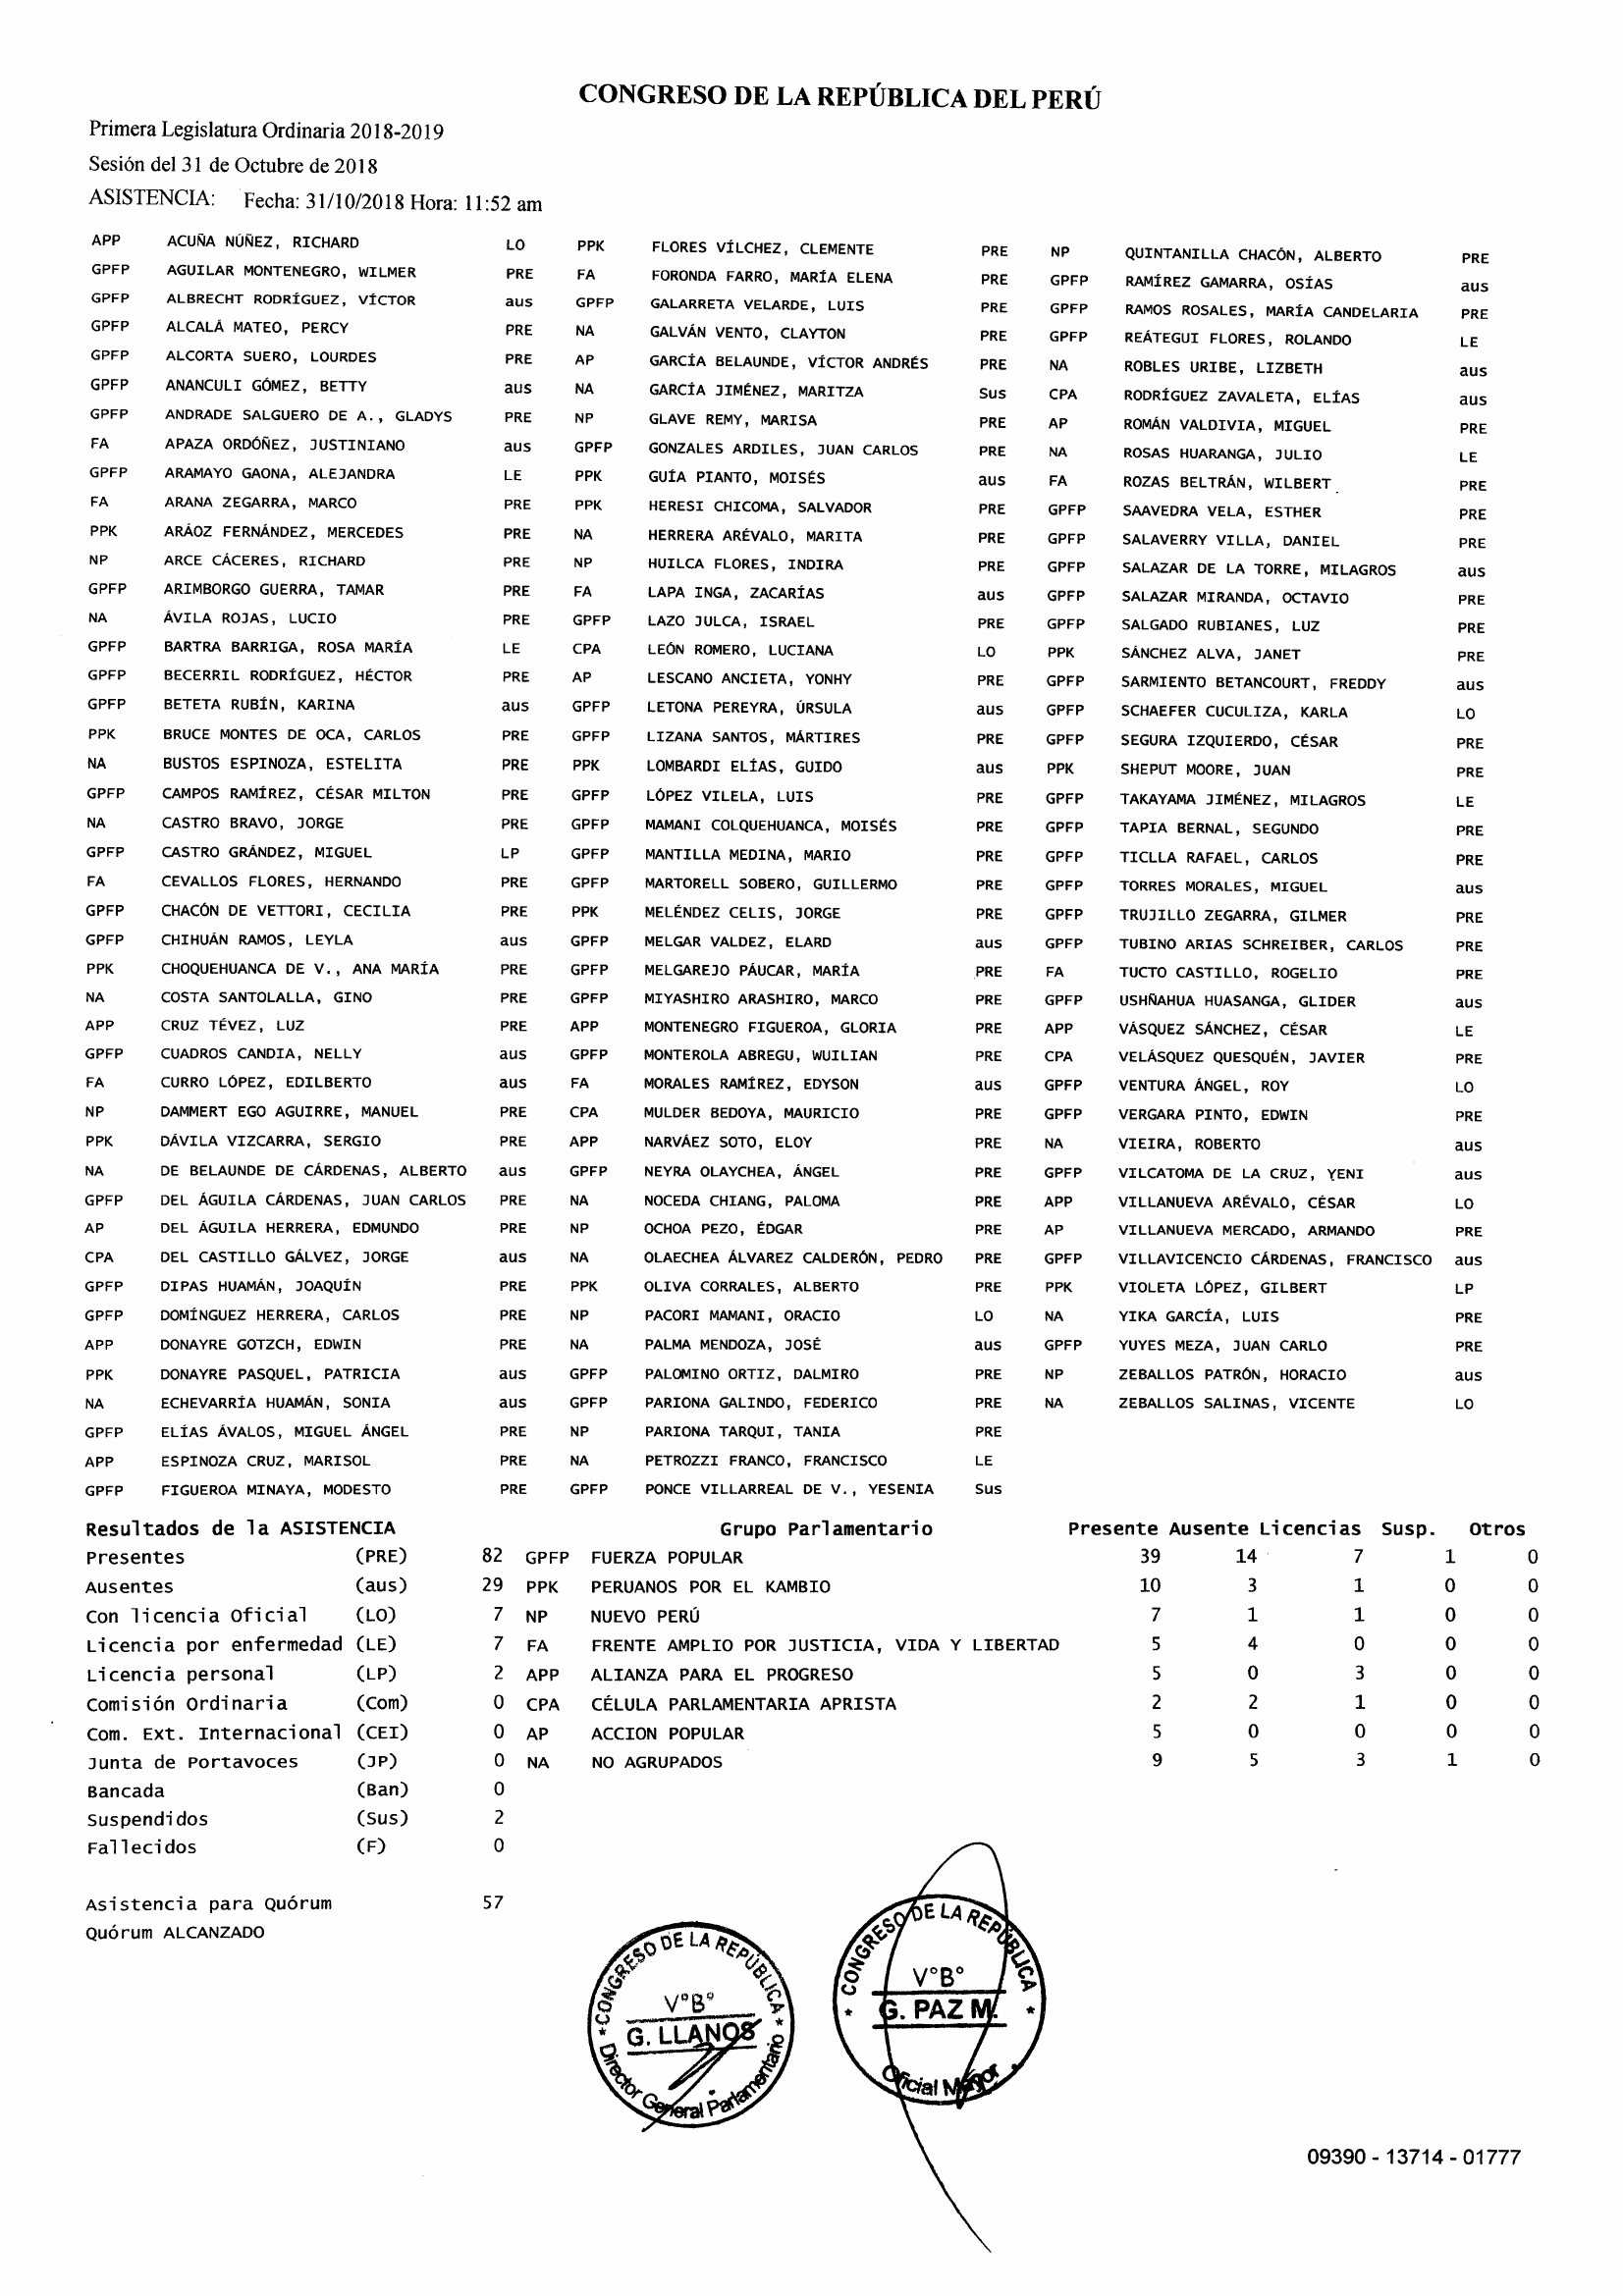 CONGRESO DE LA REPÚBLICA DEL PERÚ
Primera Legislatura Ordinaria 2018-2019
Sesión del 31 de Octubre de 2018
ASISTENCIA: Fecha: 31/10/2018 Hora: 11:52 am
APP ACUÑA NÚÑEZ, RICHARD LO PPK FLORES VÍLCHEZ, CLEMENTE PRE NP QUINTANILLA CHACÓN, ALBERTO PRE
GPFP AGUILAR MONTENEGRO, WILMER PRE FA FORONDA FARRO, MARÍA ELENA PRE GPFP RAMÍREZ GAMARRA, OSÍAS aus
GPFP ALBRECHT RODRÍGUEZ, VÍCTOR aus GPFP GALARRETA VELARDE, LUIS PRE GPFP RAMOS ROSALES, MARÍA CANDELARIA PRE
GPFP ALCALÁ MATEO, PERCY PRE NA GALVÁN VENTO, CLAYTON PRE GPFP REÁTEGUI FLORES, ROLANDO LE
GPFP ALCORTA SUERO, LOURDES PRE AP GARCÍA BELAUNDE, VÍCTOR ANDRÉS PRE NA ROBLES URIBE, LIZBETH aus
GPFP ANANCULI GÓMEZ, BETTY aus NA GARCÍA JIMÉNEZ, MARITZA Sus CPA RODRÍGUEZ ZAVALETA, ELÍAS aus
GPFP ANDRADE SALGUERO DE A., GLADYS PRE NP GLAVE REMY, MARISA PRE AP ROMÁN VALDIVIA, MIGUEL PRE
FA APAZA ORDÓÑEZ, JUSTINIANO aus GPFP GONZALES ARDILES, JUAN CARLOS PRE NA ROSAS HUARANGA, JULIO LE
GPFP ARAMAYO GAONA, ALEJANDRA LE PPK GUÍA PIANTO, MOISÉS aus FA ROZAS BELTRÁN, WILBERT PRE
FA ARANA ZEGARRA, MARCO PRE PPK HERESI CHICOMA, SALVADOR PRE GPFP SAAVEDRA VELA, ESTHER PRE
PPK ARÁOZ FERNÁNDEZ, MERCEDES PRE NA HERRERA ARÉVALO, MARITA PRE GPFP SALAVERRY VILLA, DANIEL PRE
NP ARCE CÁCERES, RICHARD PRE NP HUILCA FLORES, INDIRA PRE GPFP SALAZAR DE LA TORRE, MILAGROS aus
GPFP ARIMBORGO GUERRA, TAMAR PRE FA LAPA INGA, ZACARÍAS aus GPFP SALAZAR MIRANDA, OCTAVIO PRE
NA ÁVILA ROJAS, LUCIO PRE GPFP LAZO JULCA, ISRAEL PRE GPFP SALGADO RUBIANES, LUZ PRE
GPFP BARTRA BARRIGA, ROSA MARÍA LE CPA LEÓN ROMERO, LUCIANA LO PPK SÁNCHEZ ALVA, JANET PRE
GPFP BECERRIL RODRÍGUEZ, HÉCTOR PRE AP LESCANO ANCIETA, YONHY PRE GPFP SARMIENTO BETANCOURT, FREDDY aus
GPFP BETETA RUBÍN, KARINA aus GPFP LETONA PEREYRA, ÚRSULA aus GPFP SCHAEFER CUCULIZA, KARLA LO
PPK BRUCE MONTES DE OCA, CARLOS PRE GPFP LIZANA SANTOS, MÁRTIRES PRE GPFP SEGURA IZQUIERDO, CÉSAR PRE
NA BUSTOS ESPINOZA, ESTELITA PRE PPK LOMBARDI ELÍAS, GUIDO aus PPK SHEPUT MOORE, JUAN PRE
GPFP CAMPOS RAMÍREZ, CÉSAR MILTON PRE GPFP LÓPEZ VILELA, LUIS PRE GPFP TAKAYAMA JIMÉNEZ, MILAGROS LE
NA CASTRO BRAVO, JORGE PRE GPFP MAMANI COLQUEHUANCA, MOISÉS PRE GPFP TAPIA BERNAL, SEGUNDO PRE
GPFP CASTRO GRÁNDEZ, MIGUEL LP GPFP MANTILLA MEDINA, MARIO PRE GPFP TICLLA RAFAEL, CARLOS PRE
FA CEVALLOS FLORES, HERNANDO PRE GPFP MARTORELL SOBERO, GUILLERMO PRE GPFP TORRES MORALES, MIGUEL aus
GPFP CHACÓN DE VETTORI, CECILIA PRE PPK MELÉNDEZ CELIS, JORGE PRE GPFP TRUJILLO ZEGARRA, GILMER PRE
GPFP CHIHUÁN RAMOS, LEYLA aus GPFP MELGAR VALDEZ, ELARD aus GPFP TUBINO ARIAS SCHREIBER, CARLOS PRE
PPK CHOQUEHUANCA DE V., ANA MARÍA PRE GPFP MELGAREJO PÁUCAR, MARÍA PRE FA TUCTO CASTILLO, ROGELIO PRE
NA COSTA SANTOLALLA, GINO PRE GPFP MIYASHIRO ARASHIRO, MARCO PRE GPFP USHÑAHUA HUASANGA, GLIDER aus
APP CRUZ TÉVEZ, LUZ PRE APP MONTENEGRO FIGUEROA, GLORIA PRE APP VÁSQUEZ SÁNCHEZ, CÉSAR LE
GPFP CUADROS CANDIA, NELLY aus GPFP MONTEROLA ABREGU, WUILIAN PRE CPA VELÁSQUEZ QUESQUÉN, JAVIER PRE
FA CURRO LÓPEZ, EDILBERTO aus FA MORALES RAMÍREZ, EDYSON aus GPFP VENTURA ÁNGEL, ROY LO
NP DAMMERT EGO AGUIRRE, MANUEL PRE CPA MULDER BEDOYA, MAURICIO PRE GPFP VERGARA PINTO, EDWIN PRE
PPK DÁVILA VIZCARRA, SERGIO PRE APP NARVÁEZ SOTO, ELOY PRE NA VIEIRA, ROBERTO aus
NA DE BELAUNDE DE CÁRDENAS, ALBERTO aus GPFP NEYRA OLAYCHEA, ÁNGEL PRE GPFP VILCATOMA DE LA CRUZ, YENI aus
GPFP DEL ÁGUILA CÁRDENAS, JUAN CARLOS PRE NA NOCEDA CHIANG, PALOMA PRE APP VILLANUEVA ARÉVALO, CÉSAR LO
AP DEL ÁGUILA HERRERA, EDMUNDO PRE NP OCHOA PEZO, ÉDGAR PRE AP VILLANUEVA MERCADO, ARMANDO PRE
CPA DEL CASTILLO GÁLVEZ, JORGE aus NA OLAECHEA ÁLVAREZ CALDERÓN, PEDRO PRE GPFP VILLAVICENCIO CÁRDENAS, FRANCISCO aus
GPFP DIPAS HUAMÁN, JOAQUÍN PRE PPK OLIVA CORRALES, ALBERTO PRE PPK VIOLETA LÓPEZ, GILBERT LP
GPFP DOMÍNGUEZ HERRERA, CARLOS PRE NP PACORI MAMANI, ORACIO LO NA YIKA GARCÍA, LUIS PRE
APP DONAYRE GOTZCH, EDWIN PRE NA PALMA MENDOZA, JOSÉ aus GPFP YUYES MEZA, JUAN CARLO PRE
PPK DONAYRE PASQUEL, PATRICIA aus GPFP PALOMINO ORTIZ, DALMIRO PRE NP ZEBALLOS PATRÓN, HORACIO aus
NA ECHEVARRÍA HUAMÁN, SONIA aus GPFP PARIONA GALINDO, FEDERICO PRE NA ZEBALLOS SALINAS, VICENTE LO
GPFP ELÍAS ÁVALOS, MIGUEL ÁNGEL PRE NP PARIONA TARQUI, TANIA PRE
APP ESPINOZA CRUZ, MARISOL PRE NA PETROZZI FRANCO, FRANCISCO LE
GPFP FIGUEROA MINAYA, MODESTO PRE GPFP PONCE VILLARREAL DE V., YESENIA Sus
Resultados de la ASISTENCIA Grupo Parlamentario Presente Ausente Licencias Susp. Otros
Presentes (PRE) 82 GPFP FUERZA POPULAR 39 14 7 1 0
Ausentes (aus) 29 PPK PERUANOS POR EL KAMBIO 10 3 1 0 0
Con licencia Oficial (LO) 7 NP NUEVO PERÚ 7 1 1 0 0
Licencia por enfermedad (LE) 7 FA FRENTE AMPLIO POR JUSTICIA, VIDA Y LIBERTAD 5 4 0 0 0
Licencia personal (LP) 2 APP ALIANZA PARA EL PROGRESO 5 0 3 0 0
Comisión Ordinaria (Com) 0 CPA CÉLULA PARLAMENTARIA APRISTA 2 2 1 0 0
Com. Ext. Internacional (CEI) 0 AP ACCION POPULAR 5 0 0 0 0
Junta de Portavoces (JP) 0 NA NO AGRUPADOS 9 5 3 1 0
Bancada (Ban) 0
Suspendidos (Sus) 2
Fallecidos (F) 0
Asistencia para Quórum 57
Quórum ALCANZADO
CONGRESO DE LA REPÚBLICA
V°B°
G. LLANOS
Director General Parlamentario
CONGRESO DE LA REPÚBLICA
V°B°
G. PAZ M.
Oficial Mayor
09390 - 13714 - 01777